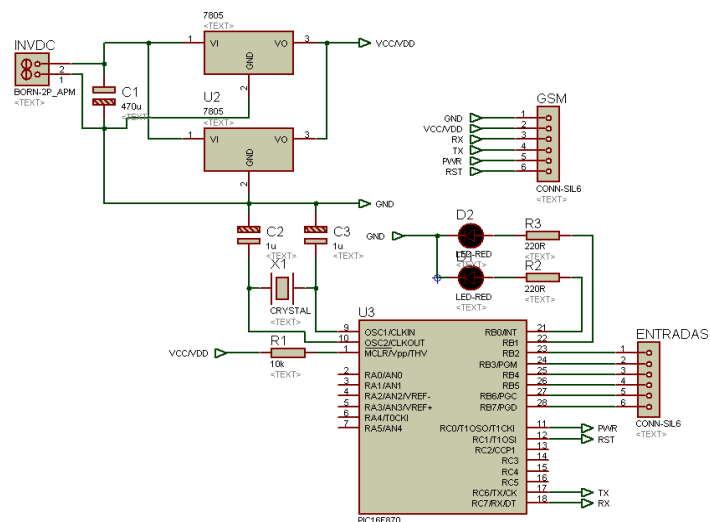 7805
<TEXT>
INVDC
1
VI
VO
3
VCC/VDD
GND
2
1
BORN-2P_APM
<TEXT>
C1
470u
<TEXT>
2
U2
7805
<TEXT>
1
VI
VO
3
GND
2
GND
GSM
GND
1
VCC/VDD
2
RX
3
TX
4
PWR
5
RST
6
CONN-SIL6
<TEXT>
C2
1u
<TEXT>
C3
1u
<TEXT>
X1
CRYSTAL
<TEXT>
GND
D2
LED-RED
<TEXT>
R3
220R
<TEXT>
LED-RED
<TEXT>
R2
220R
<TEXT>
U3
VCC/VDD
R1
10k
<TEXT>
9
OSC1/CLKIN
RB0/INT
21
10
OSC2/CLKOUT
RB1
22
1
MCLR/Vpp/THV
RB2
23
RB3/PGM
24
2
RA0/AN0
RB4
25
3
RA1/AN1
RB5
26
4
RA2/AN2/VREF-
RB6/PGC
27
5
RA3/AN3/VREF+
RB7/PGD
28
6
RA4/T0CKI
7
RA5/AN4
RC0/T1OSO/T1CKI
11
PWR
RC1/T1OSI
12
RST
RC2/CCP1
13
RC3
14
RC4
15
RC5
16
RC6/TX/CK
17
TX
RC7/RX/DT
18
RX
PIC16F870
ENTRADAS
1
2
3
4
5
6
CONN-SIL6
<TEXT>